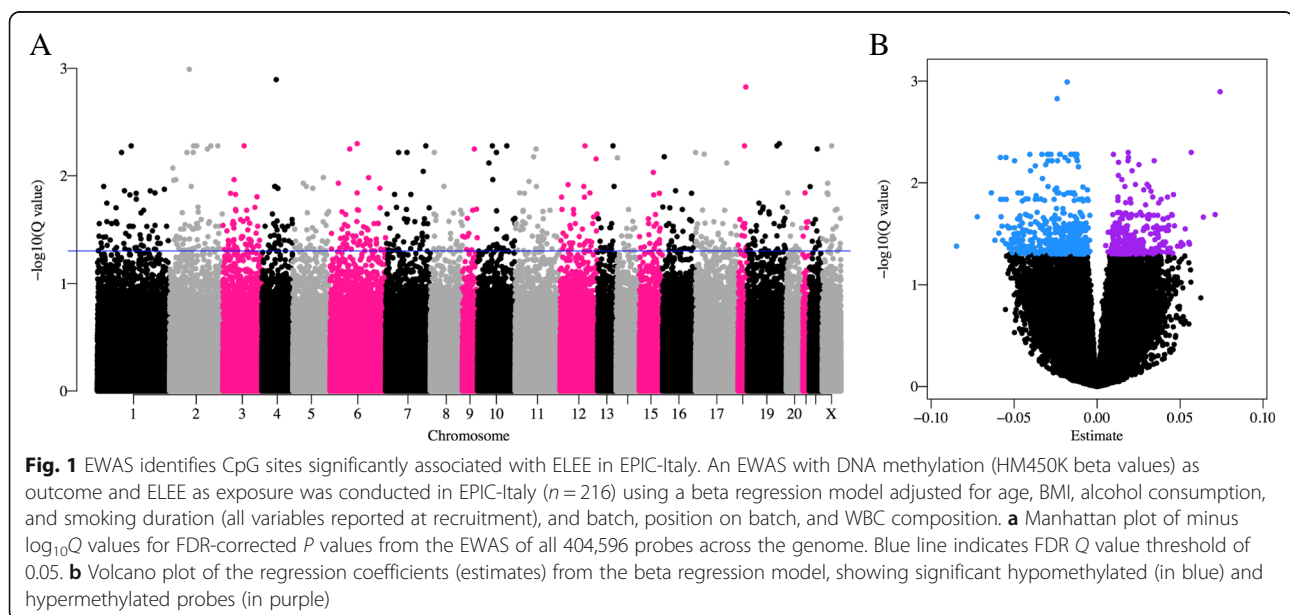 A
3
2
1
0
−log10(Q value)
1 2 3 4 5 6 7 8 9 10 11 12 13 15 16 17 19 20 X
Chromosome
B
3
2
1
0
−log10(Q value)
−0.10 −0.05 0.00 0.05 0.10
Estimate
Fig. 1 EWAS identifies CpG sites significantly associated with ELEE in EPIC-Italy. An EWAS with DNA methylation (HM450K beta values) as
outcome and ELEE as exposure was conducted in EPIC-Italy (n = 216) using a beta regression model adjusted for age, BMI, alcohol consumption,
and smoking duration (all variables reported at recruitment), and batch, position on batch, and WBC composition. a Manhattan plot of minus
log10Q values for FDR-corrected P values from the EWAS of all 404,596 probes across the genome. Blue line indicates FDR Q value threshold of
0.05. b Volcano plot of the regression coefficients (estimates) from the beta regression model, showing significant hypomethylated (in blue) and
hypermethylated probes (in purple)